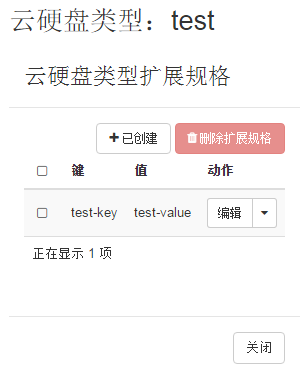 云硬盘类型：test
云硬盘类型扩展规格
已创建 删除扩展规格
键 值 动作
test-key test-value 编辑
正在显示 1 项
关闭